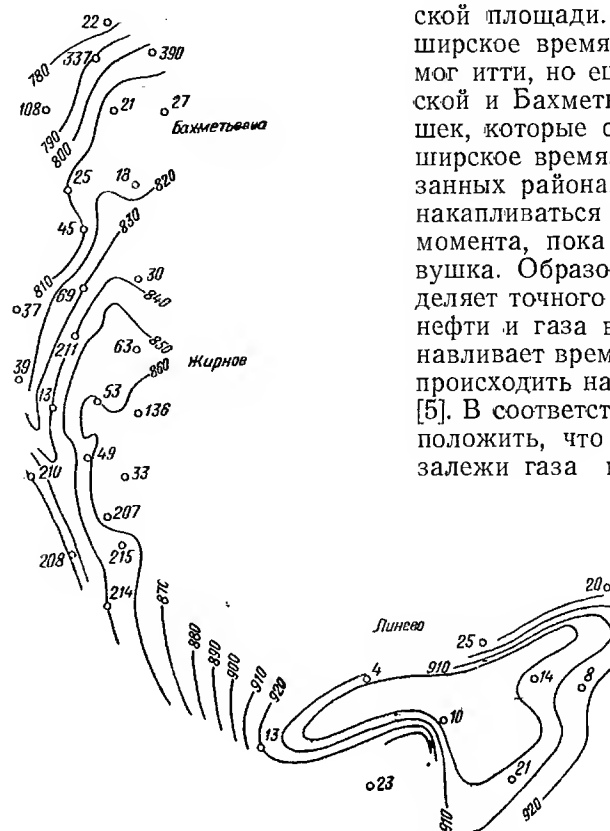 ской площади.
ширское время
мог итти, но ещ
ской и Бахмет
шек, которые с
ширское время.
занных района
накапливаться
момента, пока
вушка. Образо-
деляет точного
нефти и газа в
навливает врем
происходить на
[5]. В соответст
положить, что
залежи газа
22
337
390
780
108
21
27
790
800
Бахметьевка
25
18
820
830
45
810
30
69
840
37
211
850
63
860
Жирнов
39
13
53
136
49
210
33
207
208
215
214
870
880
890
900
910
920
13
Линево
20
25
4
910
14
8
10
21
23
910
920